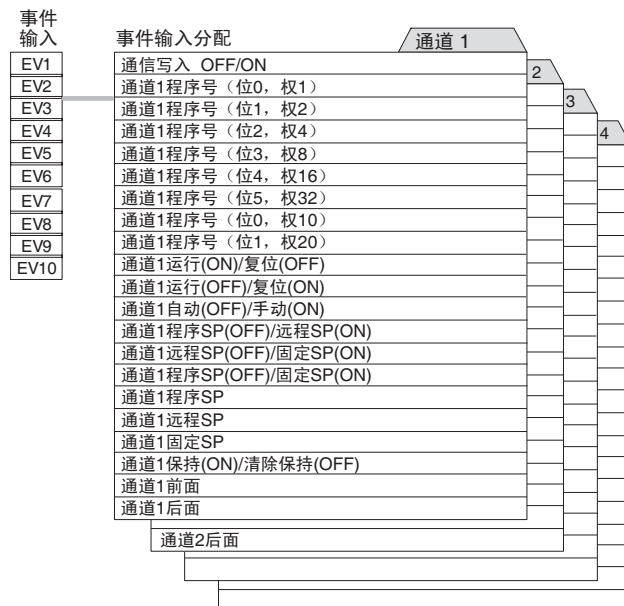 事件
输入
EV1
EV2
EV3
EV4
EV5
EV6
EV7
EV8
EV9
EV10
事件输入分配
通道 1
2
3
4
通信写入 OFF/ON
通道1程序号（位0，权1）
通道1程序号（位1，权2）
通道1程序号（位2，权4）
通道1程序号（位3，权8）
通道1程序号（位4，权16）
通道1程序号（位5，权32）
通道1程序号（位0，权10）
通道1程序号（位1，权20）
通道1运行(ON)/复位(OFF)
通道1运行(OFF)/复位(ON)
通道1自动(OFF)/手动(ON)
通道1程序SP(OFF)/远程SP(ON)
通道1远程SP(OFF)/固定SP(ON)
通道1程序SP(OFF)/固定SP(ON)
通道1程序SP
通道1远程SP
通道1固定SP
通道1保持(ON)/清除保持(OFF)
通道1前面
通道1后面
通道2后面